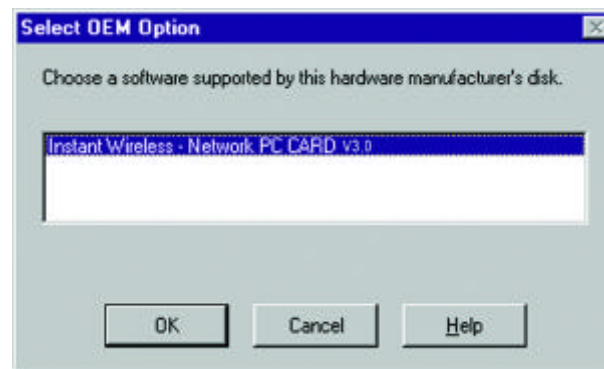 Select OEM Option
Choose a software supported by this hardware manufacturer's disk.
Instant Wireless - Network PC CARD V3.0
OK
Cancel
Help